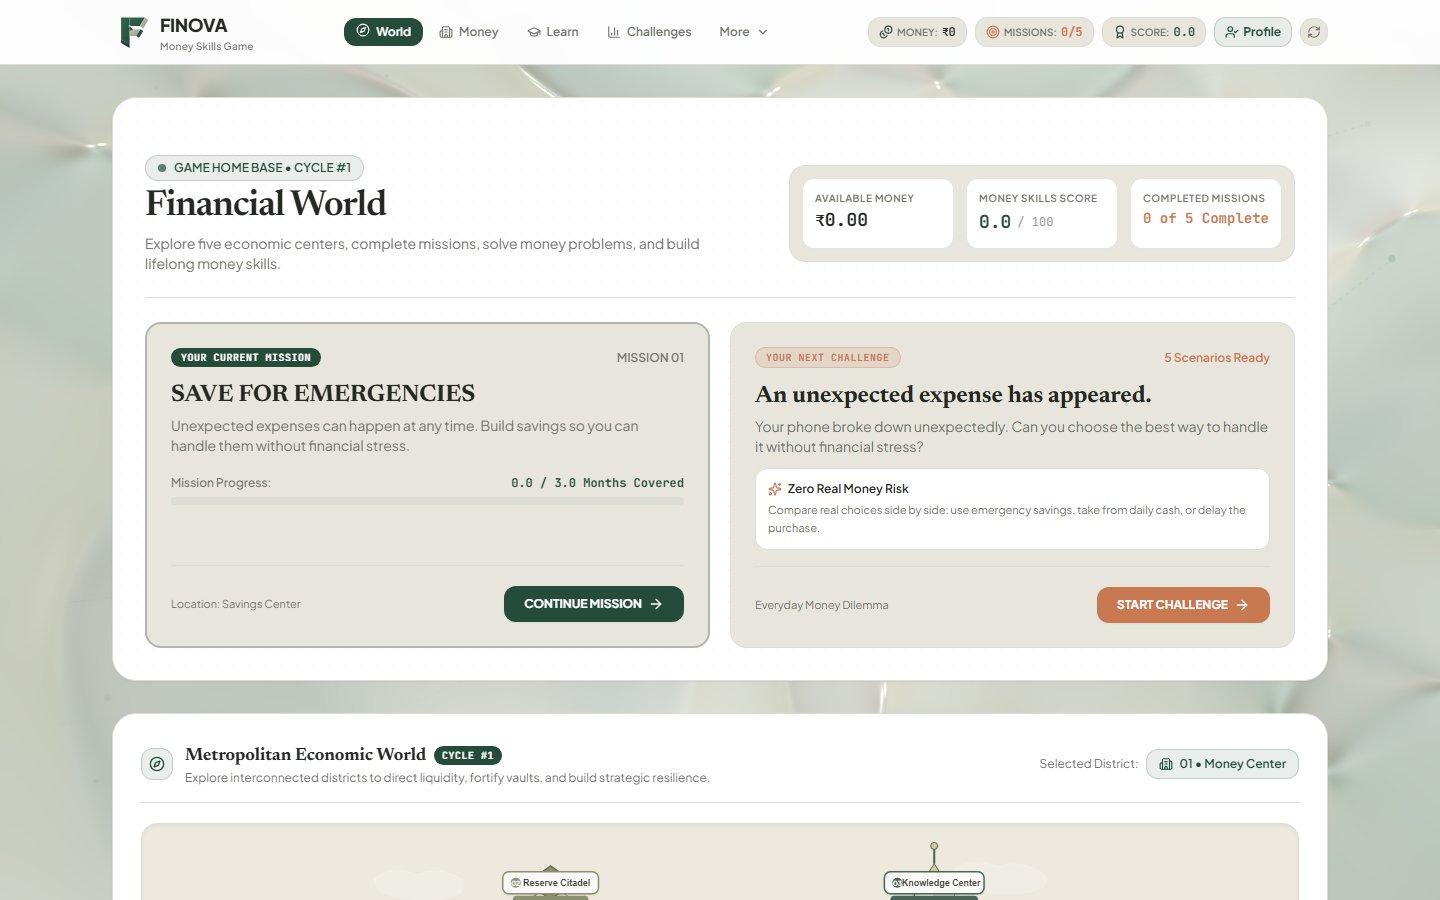 FINOVA
Money Skills Game
World
Money
Learn
Challenges
More
MONEY: ₹0
MISSIONS: 0/5
SCORE: 0.0
Profile
GAME HOME BASE • CYCLE #1
Financial World
Explore five economic centers, complete missions, solve money problems, and build
lifelong money skills.
AVAILABLE MONEY
₹0.00
MONEY SKILLS SCORE
0.0 / 100
COMPLETED MISSIONS
0 of 5 Complete
YOUR CURRENT MISSION
MISSION 01
SAVE FOR EMERGENCIES
Unexpected expenses can happen at any time. Build savings so you can
handle them without financial stress.
Mission Progress:
0.0 / 3.0 Months Covered
Location: Savings Center
CONTINUE MISSION
YOUR NEXT CHALLENGE
5 Scenarios Ready
An unexpected expense has appeared.
Your phone broke down unexpectedly. Can you choose the best way to handle
it without financial stress?
Zero Real Money Risk
Compare real choices side by side: use emergency savings, take from daily cash, or delay the
purchase.
Everyday Money Dilemma
START CHALLENGE
Metropolitan Economic World
CYCLE #1
Explore interconnected districts to direct liquidity, fortify vaults, and build strategic resilience.
Selected District:
01 • Money Center
Reserve Citadel
Knowledge Center